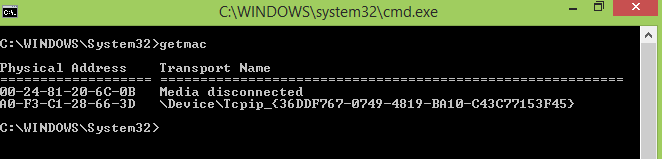 C:\WINDOWS\system32\cmd.exe
C:\WINDOWS\System32>getmac
Physical Address    Transport Name
=================== ==========================================================
00-24-81-20-6C-0B   Media disconnected
A0-F3-C1-28-66-3D   \Device\Tcpip_{36DDF767-0749-4819-BA10-C43C77153F45}
C:\WINDOWS\System32>